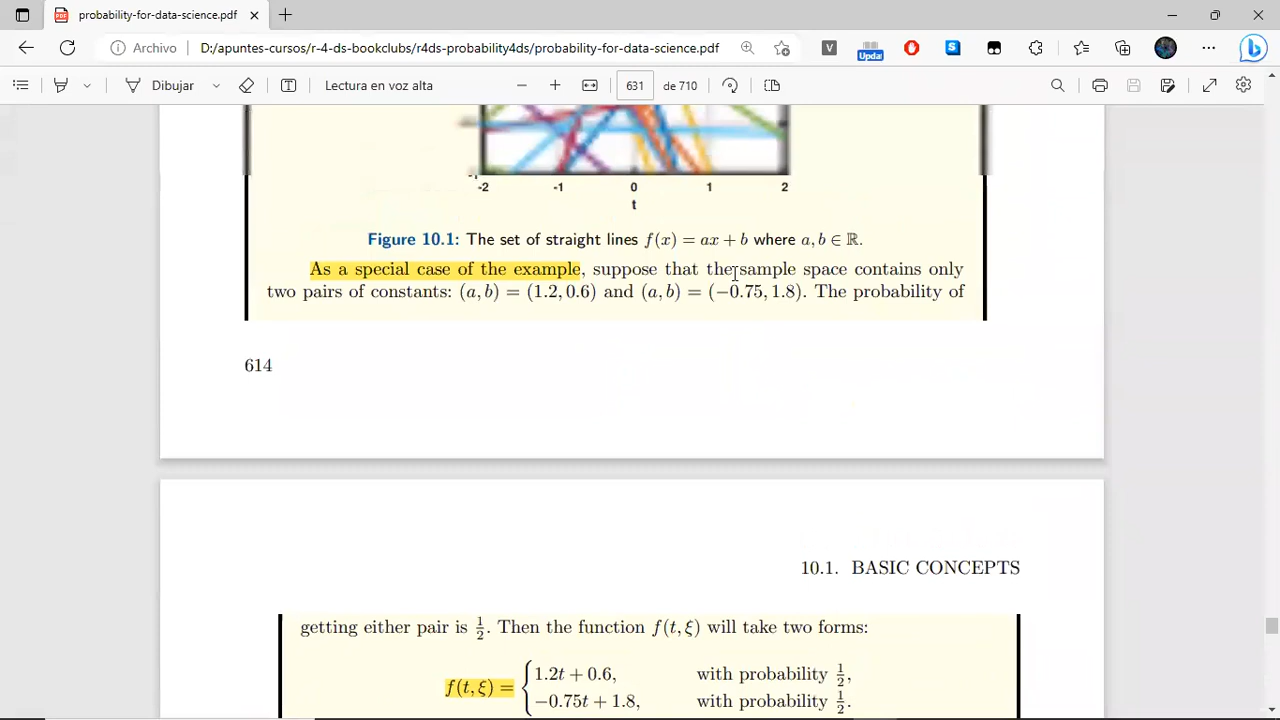 probability-for-data-science.pdf
Archivo D:/apuntes-cursos/r-4-ds-bookclubs/r4ds-probability4ds/probability-for-data-science.pdf
V
Updat
S
b
Dibujar
Lectura en voz alta
631 de 710
-2 -1 0 1 2
t
Figure 10.1: The set of straight lines f(x) = ax + b where a, b ∈ ℝ.
As a special case of the example, suppose that the sample space contains only
two pairs of constants: (a, b) = (1.2, 0.6) and (a, b) = (−0.75, 1.8). The probability of
614
10.1. BASIC CONCEPTS
getting either pair is 1/2. Then the function f(t, ξ) will take two forms:
f(t, ξ) = { 1.2t + 0.6, with probability 1/2,
−0.75t + 1.8, with probability 1/2.